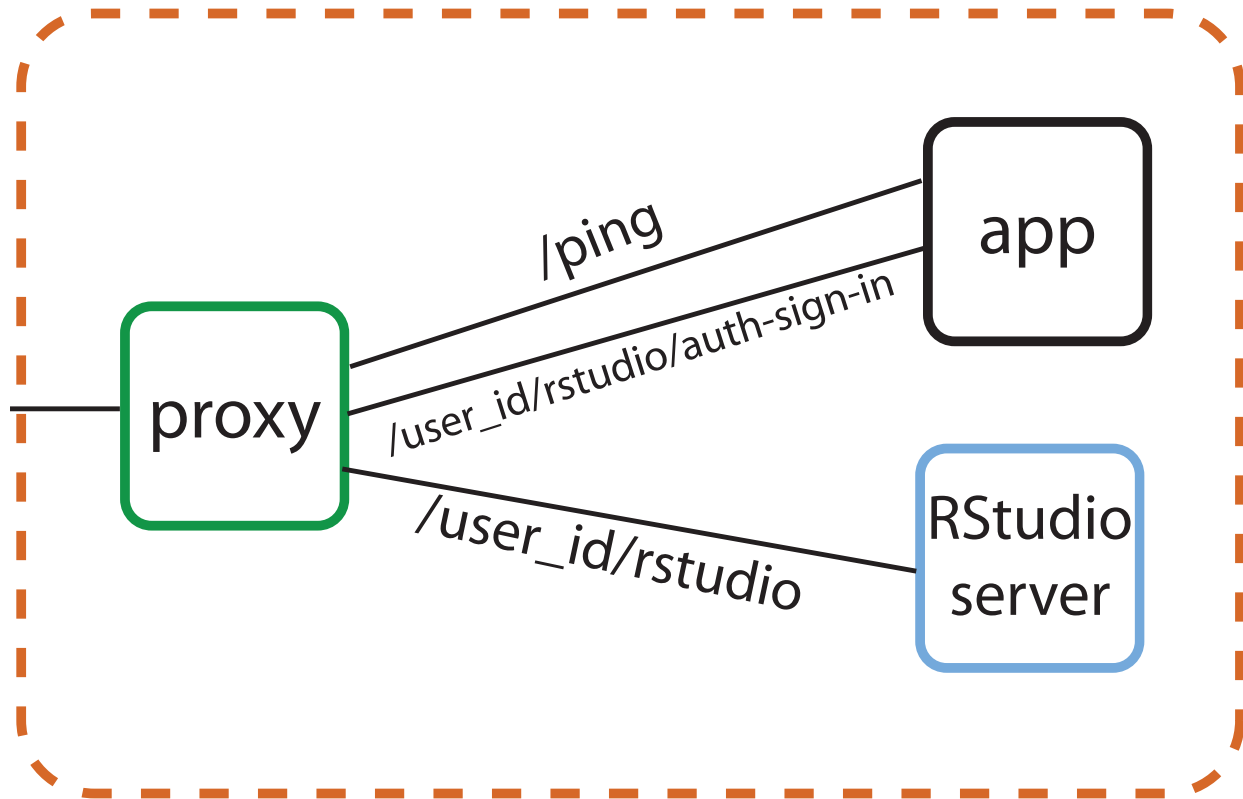 /ping
app
/user_id/rstudio/auth-sign-in
proxy
/user_id/rstudio
RStudio
server